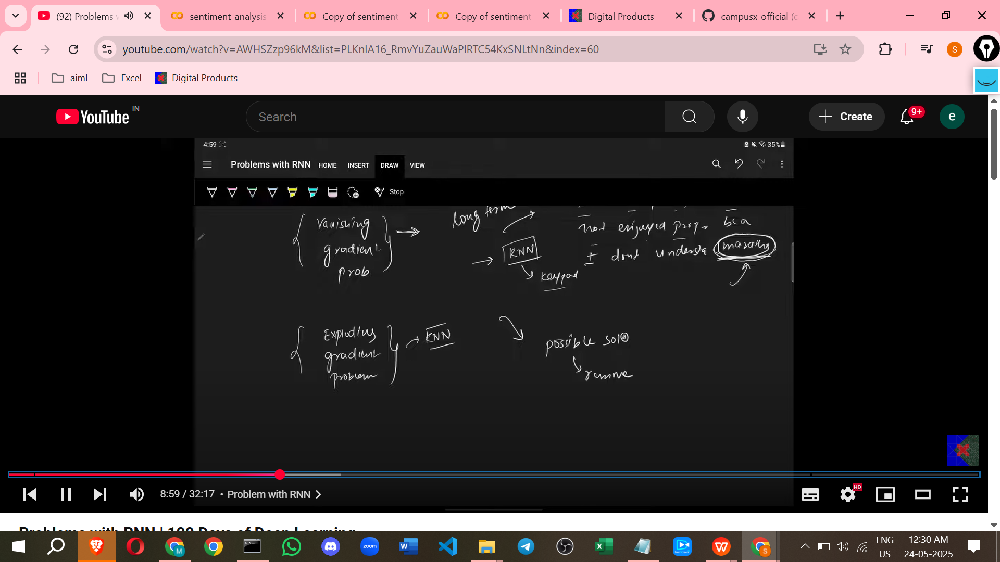 (92) Problems
sentiment-analysis
Copy of sentiment
Copy of sentiment
Digital Products
campusx-official (c
youtube.com/watch?v=AWHSZzp96kM&list=PLKnIA16_RmvYuZauWaPlRTC54KxSNLtNn&index=60
S
aiml
Excel
Digital Products
YouTube IN
Search
Create
9+
e
4:59
35%
Problems with RNN HOME INSERT DRAW VIEW
Stop
long term
Vanishing
gradient
prob
not enjoyed
RNN
I dont understa
keypad
Exploding
gradient
problem
RNN
possible
remove
8:59 / 32:17 • Problem with RNN
HD
Problems with RNN | 100 Days of Deep Learning
M
zoom
S
ENG
US
12:30 AM
24-05-2025